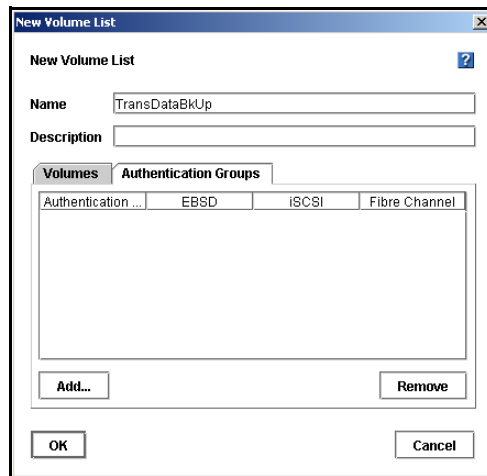 New Volume List
New Volume List
?
Name TransDataBkUp
Description
Volumes Authentication Groups
Authentication ... EBSD iSCSI Fibre Channel
Add... Remove
OK Cancel